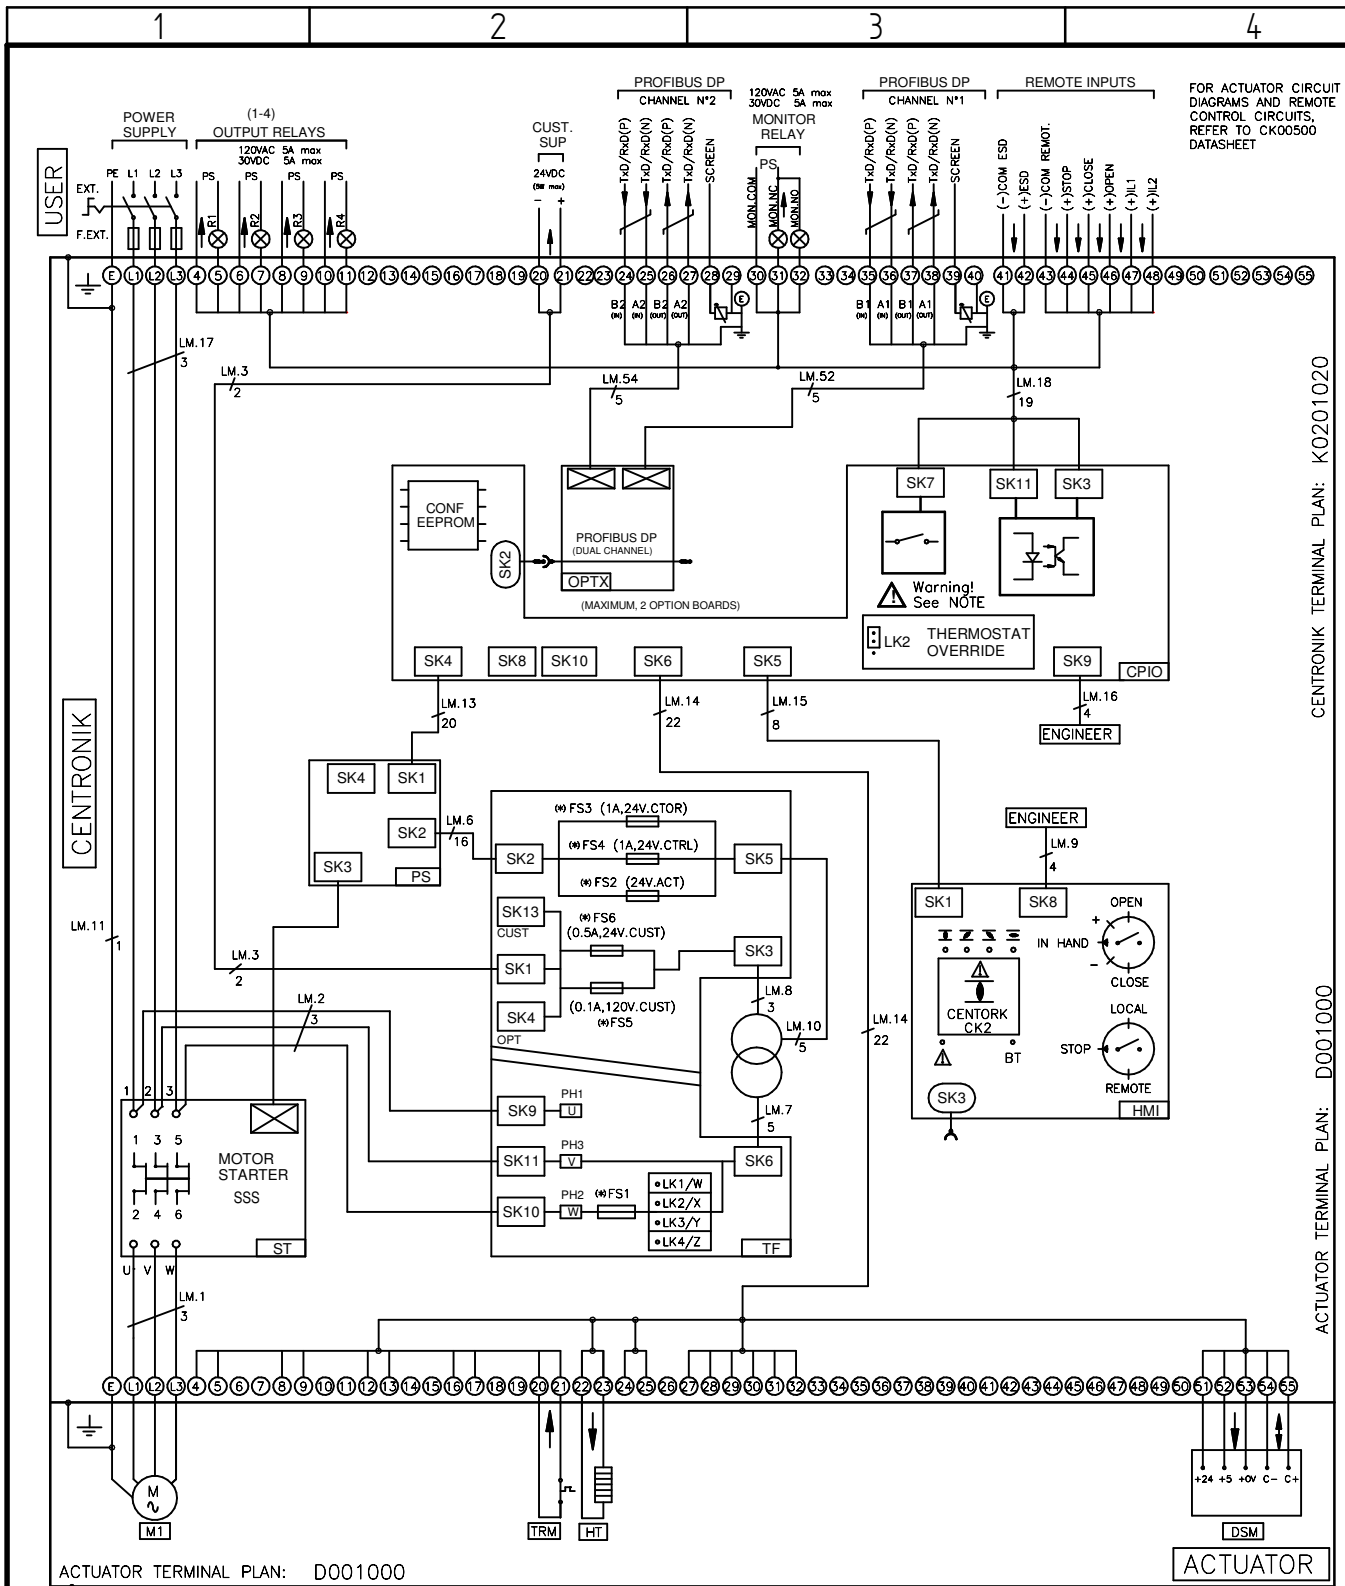 1 2 3 4
PROFIBUS DP
CHANNEL N°2
120VAC 5A max
30VDC 5A max
MONITOR
RELAY
PS
PROFIBUS DP
CHANNEL N°1
REMOTE INPUTS
FOR ACTUATOR CIRCUIT
DIAGRAMS AND REMOTE
CONTROL CIRCUITS,
REFER TO CK00500
DATASHEET
POWER
SUPPLY
(1-4)
OUTPUT RELAYS
120VAC 5A max
30VDC 5A max
CUST.
SUP
24VDC
(5W max)
- +
USER
PE L1 L2 L3
PS PS PS PS
EXT.
F.EXT.
R1 R2 R3 R4
TxD/RxD(P)
TxD/RxD(N)
TxD/RxD(P)
TxD/RxD(N)
SCREEN
MON.COM
MON.NC
MON.NO
TxD/RxD(P)
TxD/RxD(N)
TxD/RxD(P)
TxD/RxD(N)
SCREEN
(-)COM ESD
(+)ESD
(-)COM REMOT.
(+)STOP
(+)CLOSE
(+)OPEN
(+)IL1
(+)IL2
E L1 L2 L3 4 5 6 7 8 9 10 11 12 13 14 15 16 17 18 19 20 21 22 23 24 25 26 27 28 29 30 31 32 33 34 35 36 37 38 39 40 41 42 43 44 45 46 47 48 49 50 51 52 53 54 55
B2 A2 B2 A2
(IN) (IN) (OUT) (OUT)
E
B1 A1 B1 A1
(IN) (IN) (OUT) (OUT)
E
LM.17
3
LM.3
2
LM.54
5
LM.52
5
LM.18
19
CENTRONIK TERMINAL PLAN: K0201020
CONF
EEPROM
SK2
PROFIBUS DP
(DUAL CHANNEL)
OPTX
(MAXIMUM, 2 OPTION BOARDS)
SK7 SK11 SK3
Warning!
See NOTE
LK2 THERMOSTAT
OVERRIDE
SK4 SK8 SK10 SK6 SK5 SK9
CPIO
LM.13
20
LM.14
22
LM.15
8
LM.16
4
ENGINEER
CENTRONIK
SK4 SK1
SK2
SK3
PS
LM.6
16
(*)FS3 (1A,24V.CTOR)
(*)FS4 (1A,24V.CTRL)
(*)FS2 (24V.ACT)
SK2 SK5
SK13
CUST
(*)FS6
(0.5A,24V.CUST)
SK1 SK3
(0.1A,120V.CUST)
(*)FS5
SK4
OPT
LM.8
3
LM.10
5
LM.14
22
LM.7
5
ENGINEER
LM.9
4
SK1 SK8
OPEN
+
IN HAND
-
CLOSE
CENTORK
CK2
BT
LOCAL
STOP
REMOTE
SK3
HMI
LM.11
1
LM.3
2
LM.2
3
1 2 3
1 3 5
MOTOR
STARTER
SSS
2 4 6
ST
U V W
LM.1
3
SK9 PH1
U
SK11 PH3
V
SK6
SK10 PH2
W
(*)FS1
LK1/W
LK2/X
LK3/Y
LK4/Z
TF
ACTUATOR TERMINAL PLAN: D001000
E L1 L2 L3 4 5 6 7 8 9 10 11 12 13 14 15 16 17 18 19 20 21 22 23 24 25 26 27 28 29 30 31 32 33 34 35 36 37 38 39 40 41 42 43 44 45 46 47 48 49 50 51 52 53 54 55
M
M1
TRM HT
+24 +5 +0V C- C+
DSM
ACTUATOR
ACTUATOR TERMINAL PLAN: D001000